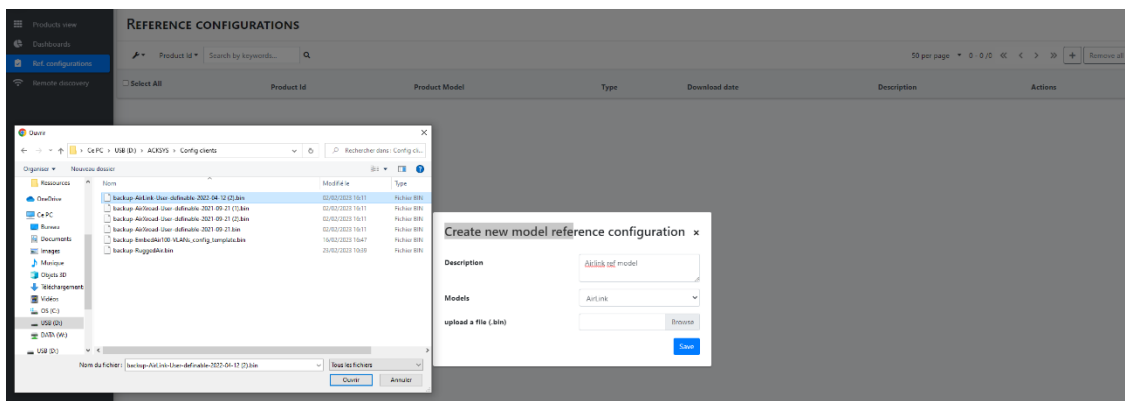 Products view
Dashboards
Ref. configurations
Remote discovery
REFERENCE CONFIGURATIONS
Product Id Search by keywords...
50 per page 0 - 0 /0 « < > » + Remove all
Select All Product Id Product Model Type Download date Description Actions
Ouvrir ×
Ce PC > USB (D:) > ACKSYS > Config clients Rechercher dans : Config cli...
Organiser Nouveau dossier
Ressources
OneDrive
Ce PC
Bureau
Documents
Images
Musique
Objets 3D
Téléchargement
Vidéos
OS (C:)
USB (D:)
DATA (W:)
USB (D:)
Nom Modifié le Type
backup-AirLink-User-definable-2022-04-12 (2).bin 02/02/2023 16:11 Fichier BIN
backup-AirXroad-User-definable-2021-09-21 (1).bin 02/02/2023 16:11 Fichier BIN
backup-AirXroad-User-definable-2021-09-21 (2).bin 02/02/2023 16:11 Fichier BIN
backup-AirXroad-User-definable-2021-09-21.bin 02/02/2023 16:11 Fichier BIN
backup-EmbedAir100-VLANs_config_template.bin 16/02/2023 10:47 Fichier BIN
backup-RuggedAir.bin Fichier BIN
Nom du fichier : backup-AirLink-User-definable-2022-04-12 (2).bin Tous les fichiers
Ouvrir Annuler
Create new model reference configuration ×
Description Airlink ref model
Models AirLink
upload a file (.bin) Browse
Save